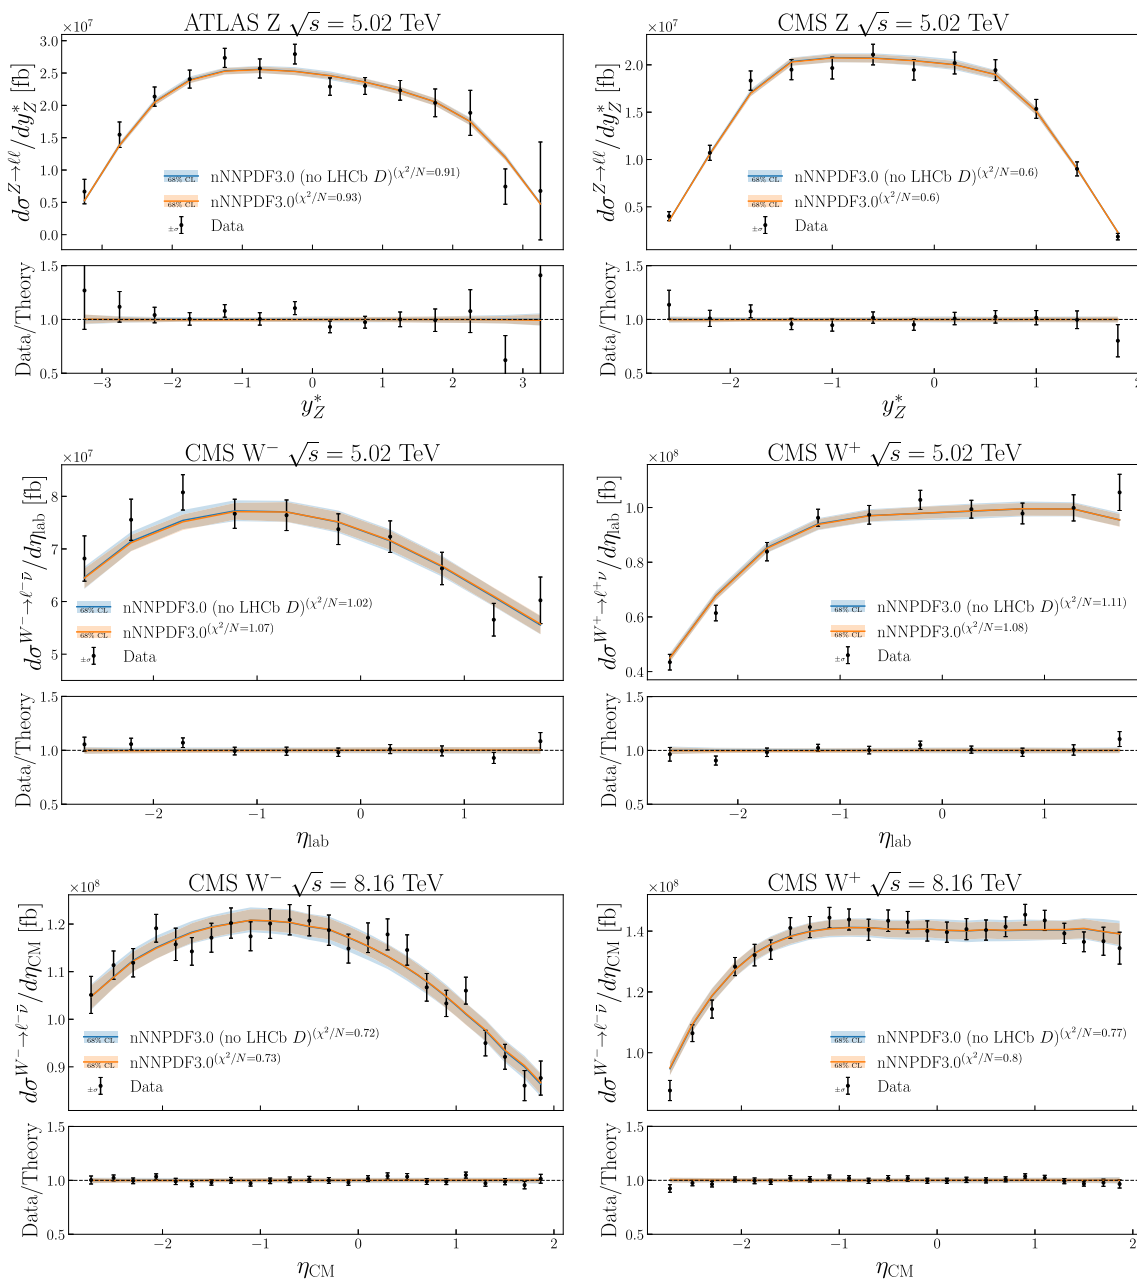 ATLAS Z √s = 5.02 TeV
×10⁷
dσ^{Z→ℓℓ}/dy*_Z [fb]
3.0
2.5
2.0
1.5
1.0
0.5
0.0
68% CL nNNPDF3.0 (no LHCb D)^(χ²/N=0.91)
68% CL nNNPDF3.0^(χ²/N=0.93)
±σ Data
Data/Theory
1.5
1.0
0.5
−3 −2 −1 0 1 2 3
y*_Z
CMS Z √s = 5.02 TeV
×10⁷
dσ^{Z→ℓℓ}/dy*_Z [fb]
2.0
1.5
1.0
0.5
68% CL nNNPDF3.0 (no LHCb D)^(χ²/N=0.6)
68% CL nNNPDF3.0^(χ²/N=0.6)
±σ Data
Data/Theory
1.5
1.0
0.5
−2 −1 0 1 2
y*_Z
CMS W⁻ √s = 5.02 TeV
×10⁷
dσ^{W⁻→ℓ⁻ν̄}/dη_lab [fb]
8
7
6
5
68% CL nNNPDF3.0 (no LHCb D)^(χ²/N=1.02)
68% CL nNNPDF3.0^(χ²/N=1.07)
±σ Data
Data/Theory
1.5
1.0
0.5
−2 −1 0 1
η_lab
CMS W⁺ √s = 5.02 TeV
×10⁸
dσ^{W⁺→ℓ⁺ν}/dη_lab [fb]
1.0
0.8
0.6
0.4
68% CL nNNPDF3.0 (no LHCb D)^(χ²/N=1.11)
68% CL nNNPDF3.0^(χ²/N=1.08)
±σ Data
Data/Theory
1.5
1.0
0.5
−2 −1 0 1
η_lab
CMS W⁻ √s = 8.16 TeV
×10⁸
dσ^{W⁻→ℓ⁻ν̄}/dη_CM [fb]
1.2
1.1
1.0
0.9
68% CL nNNPDF3.0 (no LHCb D)^(χ²/N=0.72)
68% CL nNNPDF3.0^(χ²/N=0.73)
±σ Data
Data/Theory
1.5
1.0
0.5
−2 −1 0 1 2
η_CM
CMS W⁺ √s = 8.16 TeV
×10⁸
dσ^{W⁻→ℓ⁻ν̄}/dη_CM [fb]
1.4
1.2
1.0
68% CL nNNPDF3.0 (no LHCb D)^(χ²/N=0.77)
68% CL nNNPDF3.0^(χ²/N=0.8)
±σ Data
Data/Theory
1.5
1.0
0.5
−2 −1 0 1 2
η_CM